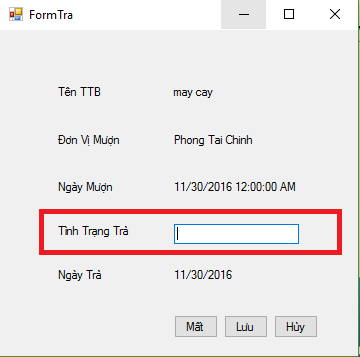 FormTra
Tên TTB may cay
Đơn Vị Mượn Phong Tai Chinh
Ngày Mượn 11/30/2016 12:00:00 AM
Tình Trạng Trả
Ngày Trả 11/30/2016
Mất Lưu Hủy